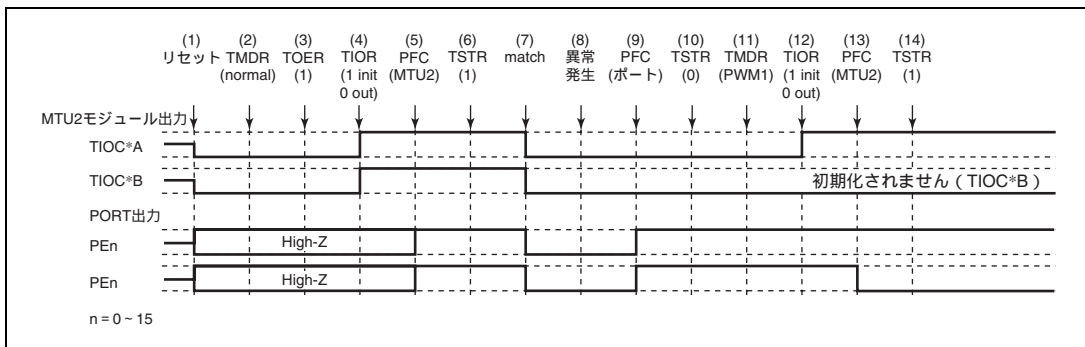 (1) (2) (3) (4) (5) (6) (7) (8) (9) (10) (11) (12) (13) (14)
リセット TMDR TOER TIOR PFC TSTR match 異常 PFC TSTR TMDR TIOR PFC TSTR
(normal) (1) (1 init (MTU2) (1) 発生 (ポート) (0) (PWM1) (1 init (MTU2) (1)
0 out) 0 out)
MTU2モジュール出力
TIOC*A
TIOC*B 初期化されません(TIOC*B)
PORT出力
PEn High-Z
PEn High-Z
n = 0 ~ 15